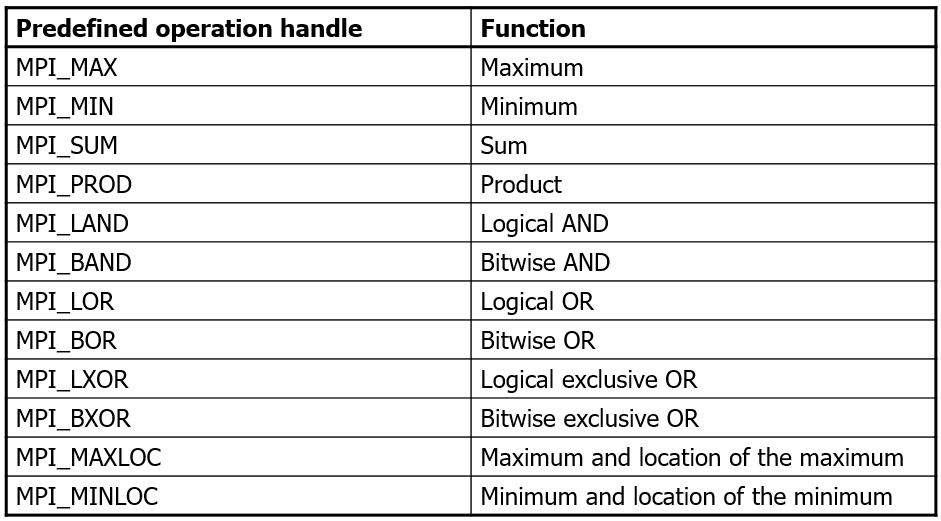 Predefined operation handle Function
MPI_MAX Maximum
MPI_MIN Minimum
MPI_SUM Sum
MPI_PROD Product
MPI_LAND Logical AND
MPI_BAND Bitwise AND
MPI_LOR Logical OR
MPI_BOR Bitwise OR
MPI_LXOR Logical exclusive OR
MPI_BXOR Bitwise exclusive OR
MPI_MAXLOC Maximum and location of the maximum
MPI_MINLOC Minimum and location of the minimum